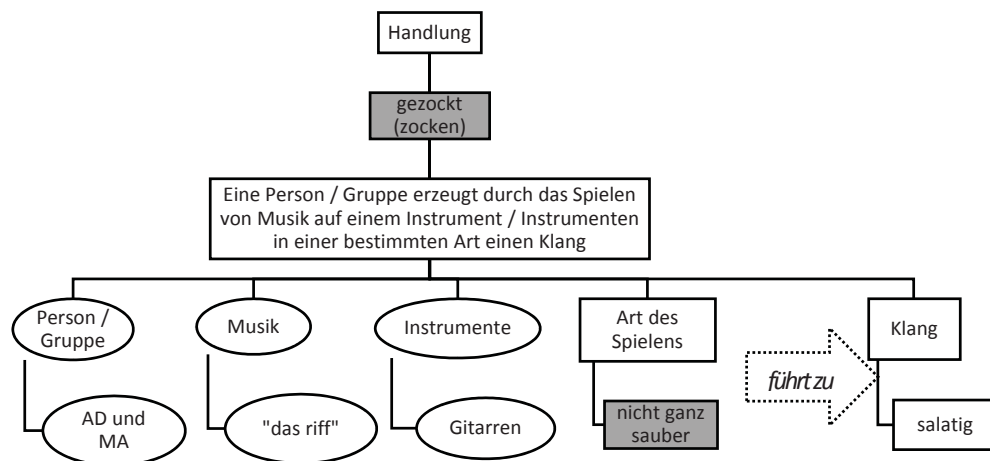 Handlung
gezockt
(zocken)
Eine Person / Gruppe erzeugt durch das Spielen
von Musik auf einem Instrument / Instrumenten
in einer bestimmten Art einen Klang
Person /
Gruppe
Musik
Instrumente
Art des
Spielens
Klang
führt zu
AD und
MA
"das riff"
Gitarren
nicht ganz
sauber
salatig